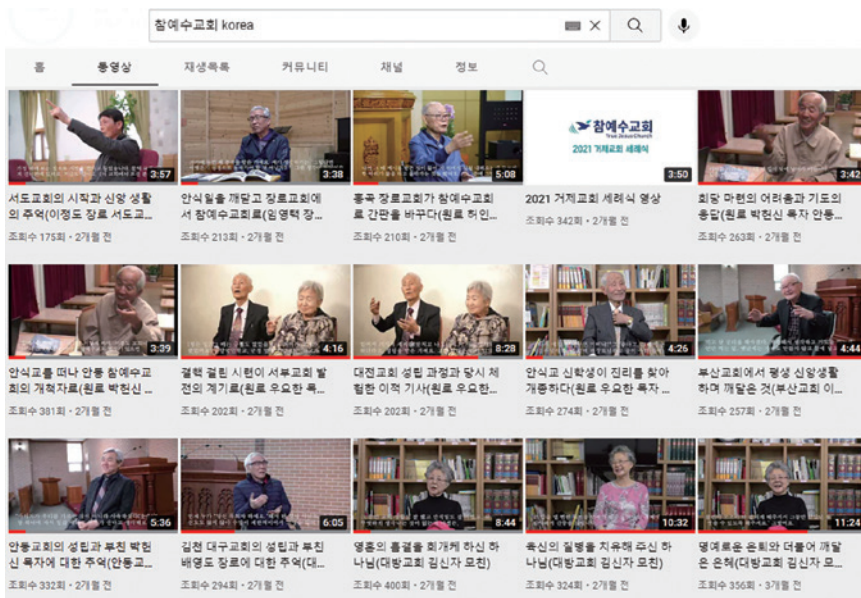 참예수교회 korea
홈 동영상 재생목록 커뮤니티 채널 정보
3:57
3:38
5:08
참예수교회
True Jesus Church
2021 거제교회 세례식
3:50
3:42
서도교회의 시작과 신앙 생활
의 추억(이정도 장로 서도교...
조회수 175회 • 2개월 전
안식일을 깨닫고 장로교회에
서 참예수교회로(임영택 장...
조회수 213회 • 2개월 전
홍곡 장로교회가 참예수교회
로 간판을 바꾸다(원로 허인...
조회수 210회 • 2개월 전
2021 거제교회 세례식 영상
조회수 342회 • 2개월 전
회당 마련의 어려움과 기도의
응답(원로 박헌신 목자 안동...
조회수 263회 • 2개월 전
3:39
4:16
8:28
4:26
4:44
안식교를 떠나 안동 참예수교
회의 개척자로(원로 박헌신 ...
조회수 381회 • 2개월 전
결핵 걸린 시련이 서부교회 발
전의 계기로(원로 우요한 목...
조회수 202회 • 2개월 전
대전교회 성립 과정과 당시 체
험한 이적 기사(원로 우요한...
조회수 202회 • 2개월 전
안식교 신학생이 진리를 찾아
개종하다(원로 우요한 목자 ...
조회수 274회 • 2개월 전
부산교회에서 평생 신앙생활
하며 깨달은 것(부산교회 이...
조회수 257회 • 2개월 전
5:36
6:05
8:44
10:32
11:24
안동교회의 성립과 부친 박헌
신 목자에 대한 추억(안동교...
조회수 332회 • 2개월 전
김천 대구교회의 성립과 부친
배영도 장로에 대한 추억(대...
조회수 294회 • 2개월 전
영혼의 흠결을 회개케 하신 하
나님(대방교회 김신자 모친)
조회수 400회 • 2개월 전
육신의 질병을 치유해 주신 하
나님(대방교회 김신자 모친)
조회수 324회 • 2개월 전
명예로운 은퇴와 더불어 깨달
은 은혜(대방교회 김신자 모...
조회수 356회 • 3개월 전